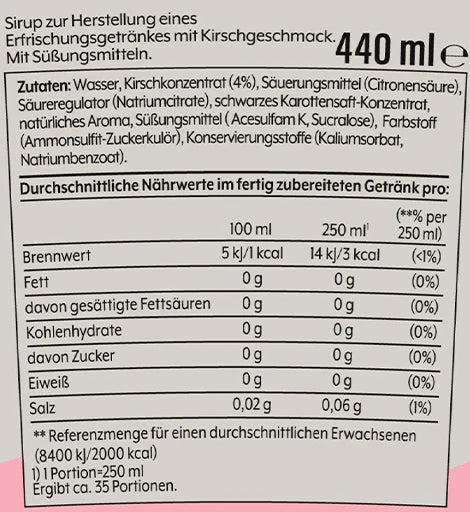 Sirup zur Herstellung eines
Erfrischungsgetränkes mit Kirschgeschmack.
Mit Süßungsmitteln.
440 ml e
Zutaten: Wasser, Kirschkonzentrat (4%), Säuerungsmittel (Citronensäure),
Säureregulator (Natriumcitrate), schwarzes Karottensaft-Konzentrat,
natürliches Aroma, Süßungsmittel (Acesulfam K, Sucralose), Farbstoff
(Ammonsulfit-Zuckerkulör), Konservierungsstoffe (Kaliumsorbat,
Natriumbenzoat).
Durchschnittliche Nährwerte im fertig zubereiteten Getränk pro:
100 ml 250 ml¹ (**% per 250 ml)
Brennwert 5 kJ/1 kcal 14 kJ/3 kcal (<1%)
Fett 0 g 0 g (0%)
davon gesättigte Fettsäuren 0 g 0 g (0%)
Kohlenhydrate 0 g 0 g (0%)
davon Zucker 0 g 0 g (0%)
Eiweiß 0 g 0 g (0%)
Salz 0,02 g 0,06 g (1%)
** Referenzmenge für einen durchschnittlichen Erwachsenen
(8400 kJ/2000 kcal)
1) 1 Portion=250 ml
Ergibt ca. 35 Portionen.